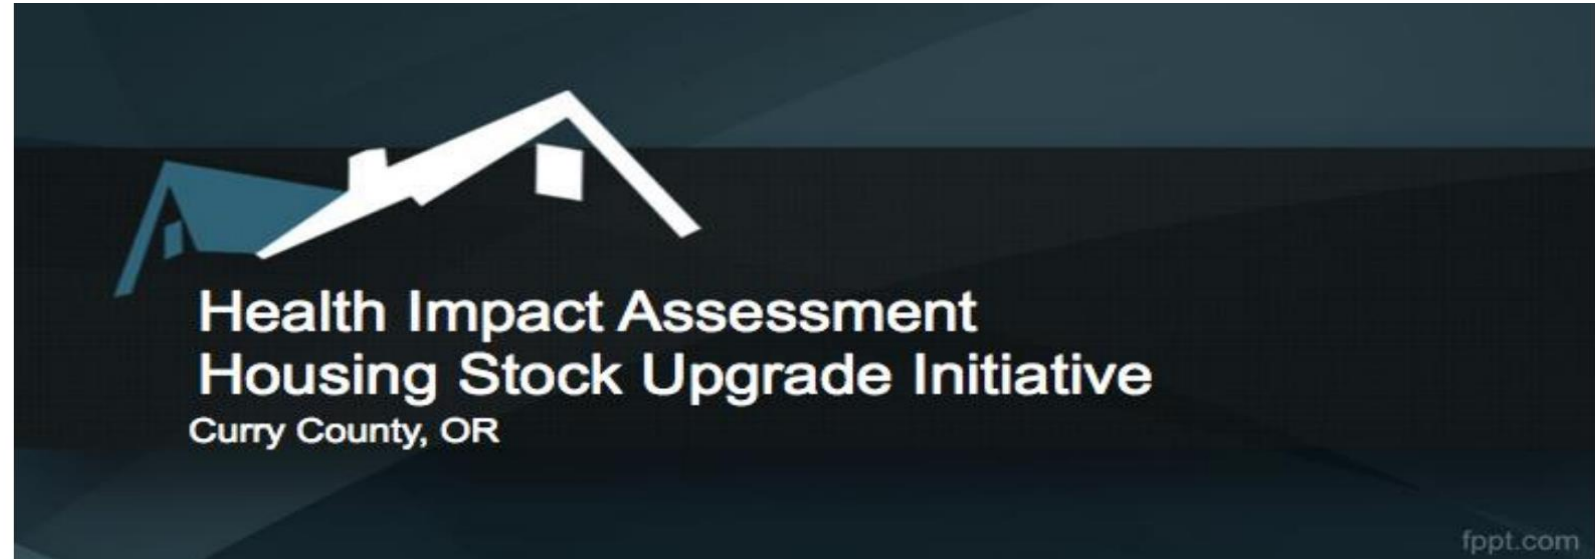 Health Impact Assessment
Housing Stock Upgrade Initiative
Curry County, OR
fppt.com